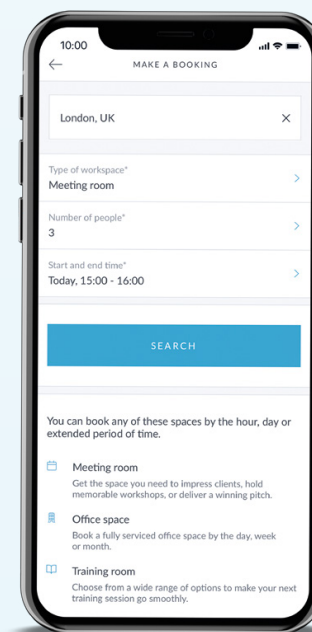 10:00
MAKE A BOOKING
London, UK
Type of workspace*
Meeting room
Number of people*
3
Start and end time*
Today, 15:00 - 16:00
SEARCH
You can book any of these spaces by the hour, day or
extended period of time.
Meeting room
Get the space you need to impress clients, hold
memorable workshops, or deliver a winning pitch.
Office space
Book a fully serviced office space by the day, week
or month.
Training room
Choose from a wide range of options to make your next
training session go smoothly.